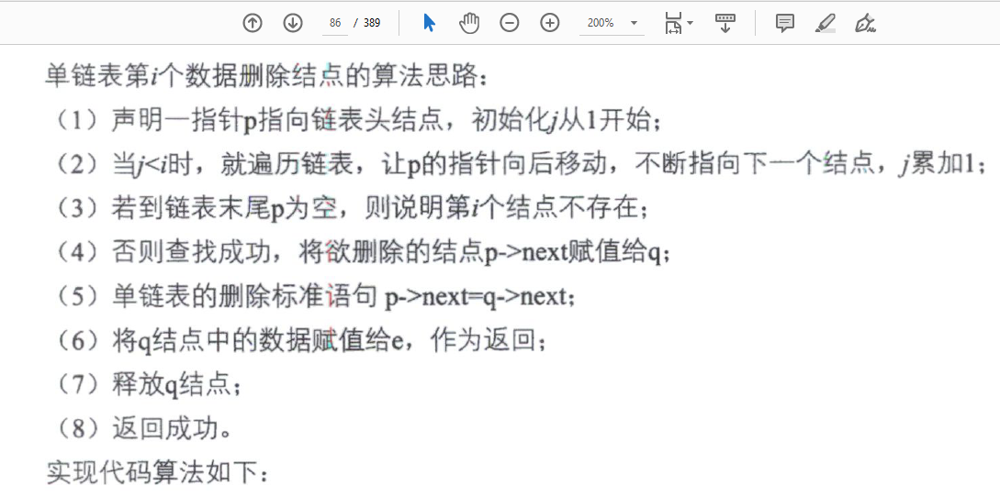 86 / 389 200%
单链表第i个数据删除结点的算法思路：
（1）声明一指针p指向链表头结点，初始化j从1开始；
（2）当j<i时，就遍历链表，让p的指针向后移动，不断指向下一个结点，j累加1；
（3）若到链表末尾p为空，则说明第i个结点不存在；
（4）否则查找成功，将欲删除的结点p->next赋值给q；
（5）单链表的删除标准语句 p->next=q->next；
（6）将q结点中的数据赋值给e，作为返回；
（7）释放q结点；
（8）返回成功。
实现代码算法如下：